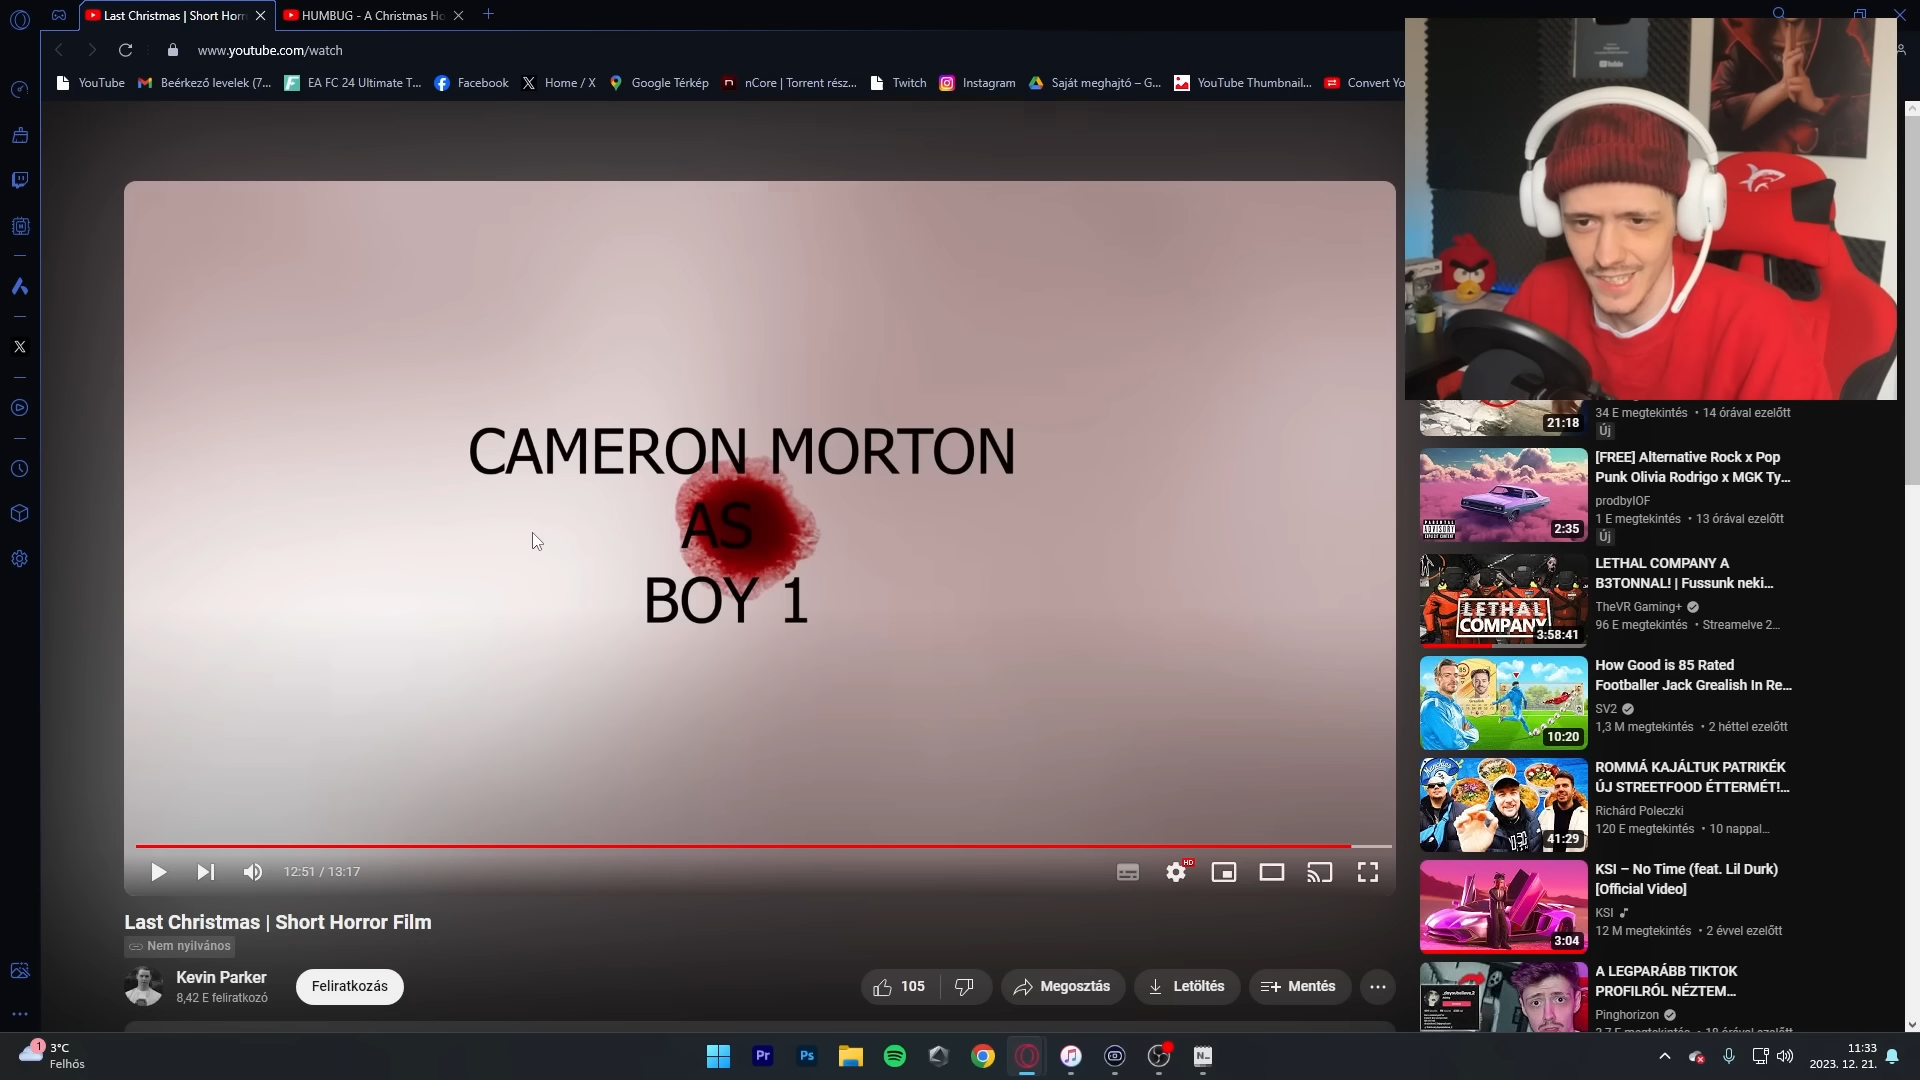 Last Christmas | Short Horr
HUMBUG - A Christmas Ho
www.youtube.com/watch
YouTube
Beérkező levelek (7...
EA FC 24 Ultimate T...
Facebook
Home / X
Google Térkép
nCore | Torrent rész...
Twitch
Instagram
Saját meghajtó – G...
YouTube Thumbnail...
Convert Yo
CAMERON MORTON
AS
BOY 1
12:51 / 13:17
HD
Last Christmas | Short Horror Film
Nem nyilvános
Kevin Parker
8,42 E feliratkozó
Feliratkozás
105
Megosztás
Letöltés
Mentés
21:18
34 E megtekintés • 14 órával ezelőtt
Új
2:35
[FREE] Alternative Rock x Pop
Punk Olivia Rodrigo x MGK Ty...
prodbyIOF
1 E megtekintés • 13 órával ezelőtt
Új
LETHAL
COMPANY
3:58:41
LETHAL COMPANY A
B3TONNAL! | Fussunk neki...
TheVR Gaming+
96 E megtekintés • Streamelve 2...
10:20
How Good is 85 Rated
Footballer Jack Grealish In Re...
SV2
1,3 M megtekintés • 2 héttel ezelőtt
41:29
ROMMÁ KAJÁLTUK PATRIKÉK
ÚJ STREETFOOD ÉTTERMÉT!...
Richárd Poleczki
120 E megtekintés • 10 nappal...
3:04
KSI – No Time (feat. Lil Durk)
[Official Video]
KSI
12 M megtekintés • 2 évvel ezelőtt
A LEGPARÁBB TIKTOK
PROFILRÓL NÉZTEM...
Pinghorizon
1
3°C
Felhős
Pr
Ps
11:33
2023. 12. 21.